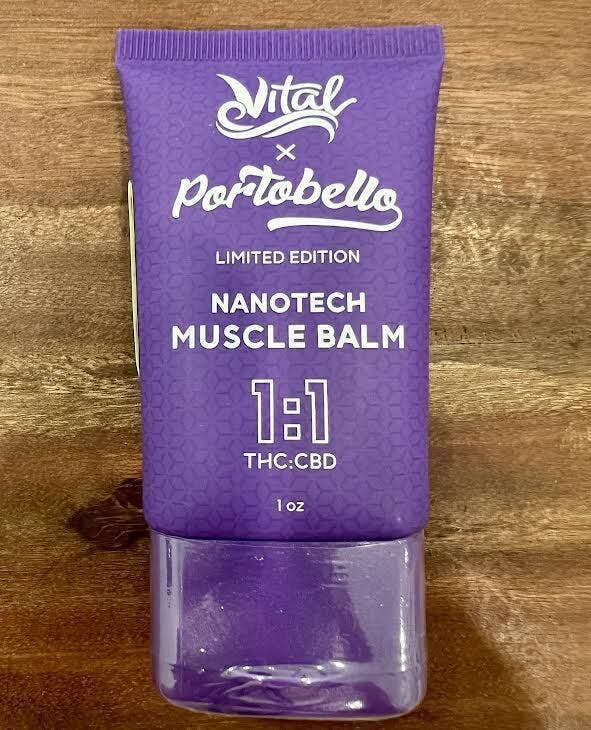 Vital
×
Portobello
LIMITED EDITION
NANOTECH
MUSCLE BALM
1:1
THC:CBD
1 oz